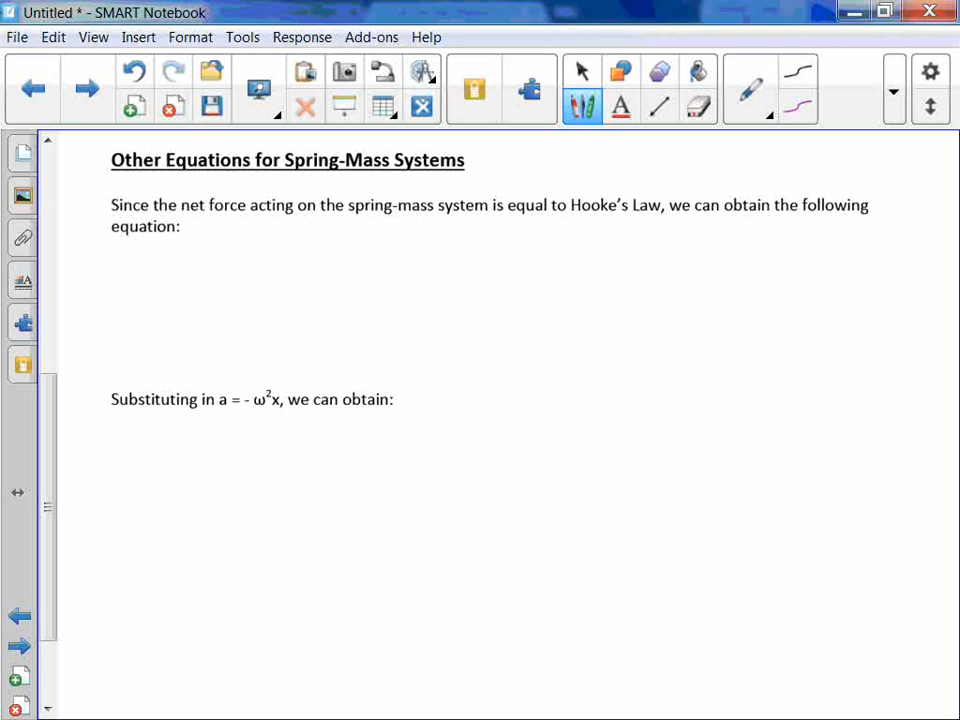 Untitled * - SMART Notebook
File Edit View Insert Format Tools Response Add-ons Help
Other Equations for Spring-Mass Systems
Since the net force acting on the spring-mass system is equal to Hooke's Law, we can obtain the following
equation:
Substituting in a = - ω²x, we can obtain: